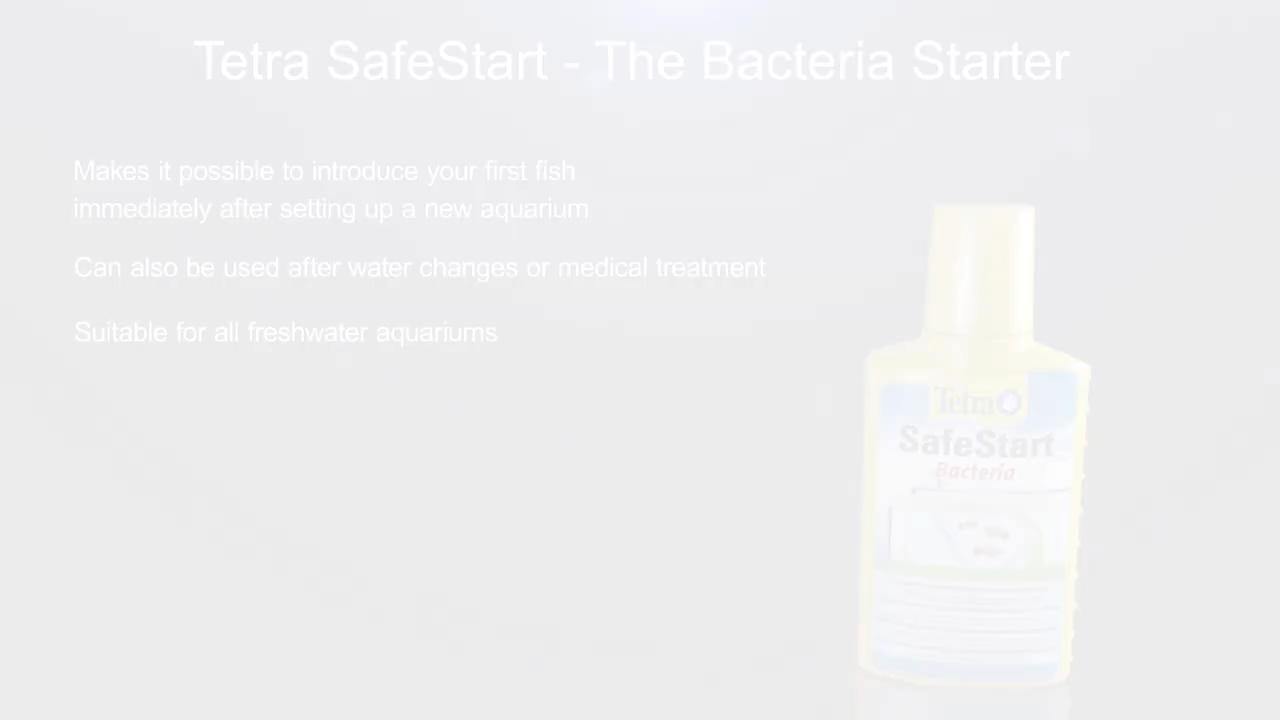 Tetra SafeStart - The Bacteria Starter
Makes it possible to introduce your first fish
immediately after setting up a new aquarium
Can also be used after water changes or medical treatment
Suitable for all freshwater aquariums
Tetra
SafeStart
Bacteria